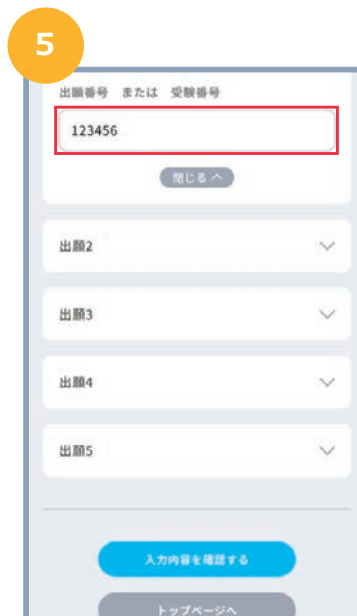 5
出願番号 または 受験番号
123456
閉じる
出願2
出願3
出願4
出願5
入力内容を確認する
トップページへ